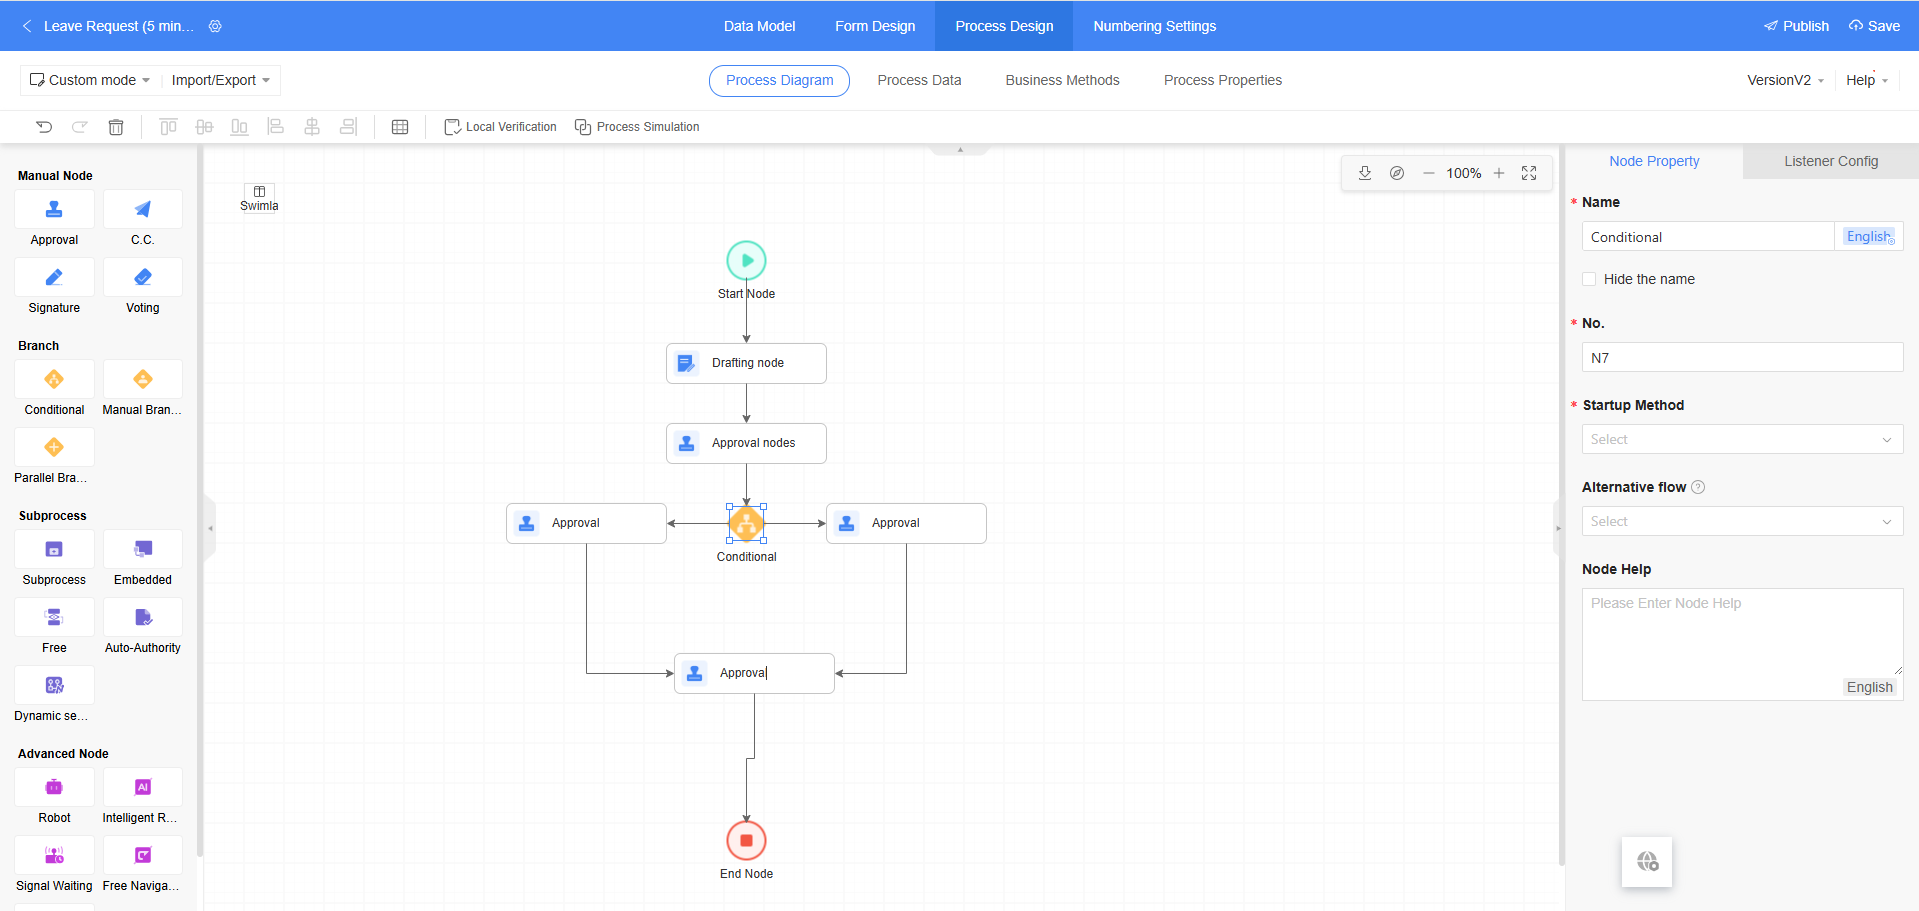 Leave Request (5 min...
Data Model
Form Design
Process Design
Numbering Settings
Publish
Save
Custom mode
Import/Export
Process Diagram
Process Data
Business Methods
Process Properties
VersionV2
Help
Local Verification
Process Simulation
Manual Node
Approval
C.C.
Signature
Voting
Branch
Conditional
Manual Bran...
Parallel Bra...
Subprocess
Subprocess
Embedded
Free
Auto-Authority
Dynamic se...
Advanced Node
Robot
AI
Intelligent R...
Signal Waiting
Free Naviga...
Swimla
100%
Start Node
Drafting node
Approval nodes
Approval
Approval
Conditional
Approval
End Node
Node Property
Listener Config
* Name
Conditional
English
Hide the name
* No.
N7
* Startup Method
Select
Alternative flow ?
Select
Node Help
Please Enter Node Help
English